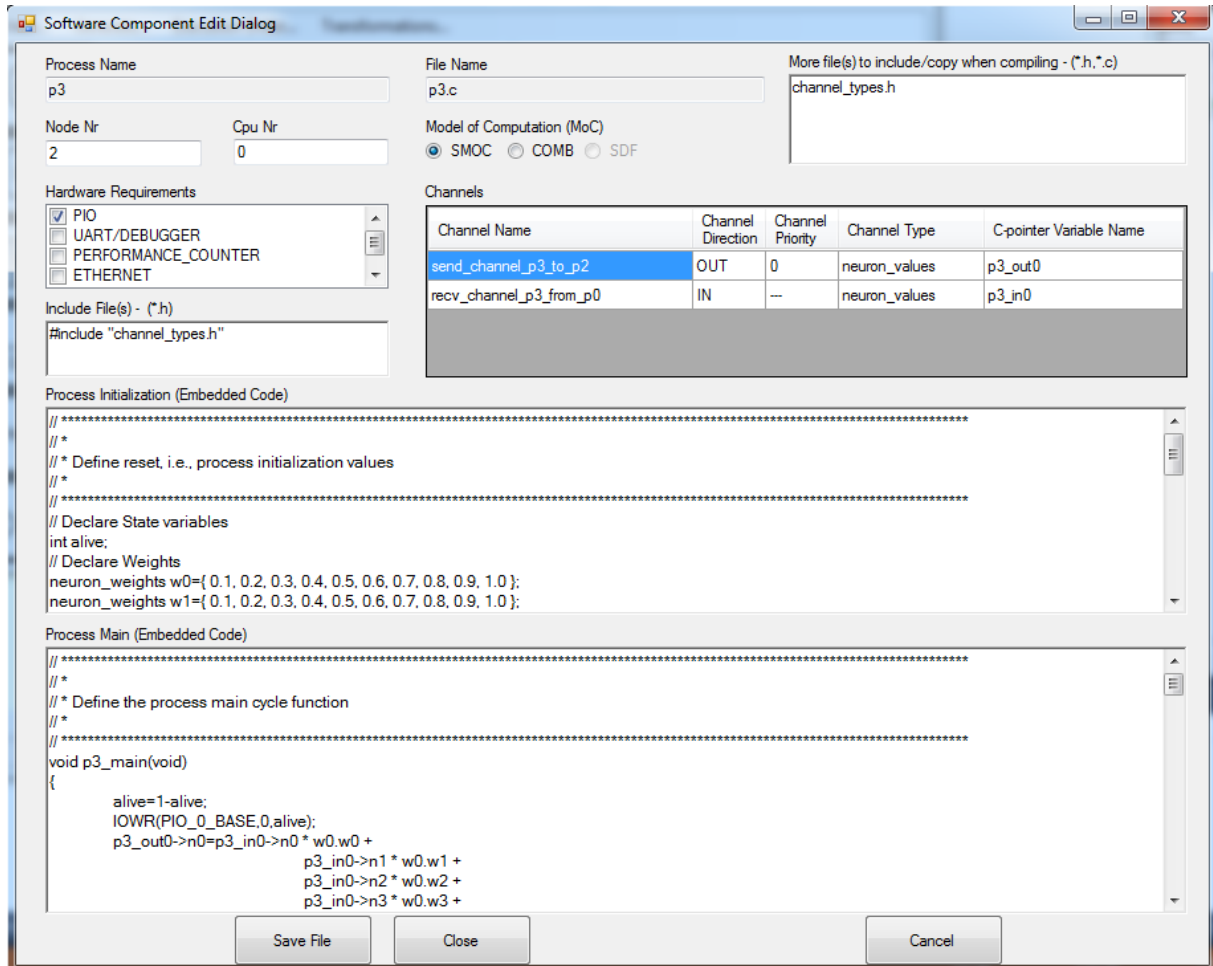 Software Component Edit Dialog
Process Name
File Name
More file(s) to include/copy when compiling - (*.h,*.c)
p3
p3.c
channel_types.h
Node Nr
Cpu Nr
Model of Computation (MoC)
2
0
SMOC
COMB
SDF
Hardware Requirements
PIO
UART/DEBUGGER
PERFORMANCE_COUNTER
ETHERNET
Channels
Channel Name Channel Direction Channel Priority Channel Type C-pointer Variable Name
send_channel_p3_to_p2 OUT 0 neuron_values p3_out0
recv_channel_p3_from_p0 IN --- neuron_values p3_in0
Include File(s) - (*.h)
#include "channel_types.h"
Process Initialization (Embedded Code)
// ******************************************************************************************************************************************
// *
// * Define reset, i.e., process initialization values
// *
// ******************************************************************************************************************************************
// Declare State variables
int alive;
// Declare Weights
neuron_weights w0={ 0.1, 0.2, 0.3, 0.4, 0.5, 0.6, 0.7, 0.8, 0.9, 1.0 };
neuron_weights w1={ 0.1, 0.2, 0.3, 0.4, 0.5, 0.6, 0.7, 0.8, 0.9, 1.0 };
Process Main (Embedded Code)
// ******************************************************************************************************************************************
// *
// * Define the process main cycle function
// *
// ******************************************************************************************************************************************
void p3_main(void)
{
alive=1-alive;
IOWR(PIO_0_BASE,0,alive);
p3_out0->n0=p3_in0->n0 * w0.w0 +
p3_in0->n1 * w0.w1 +
p3_in0->n2 * w0.w2 +
p3_in0->n3 * w0.w3 +
Save File
Close
Cancel